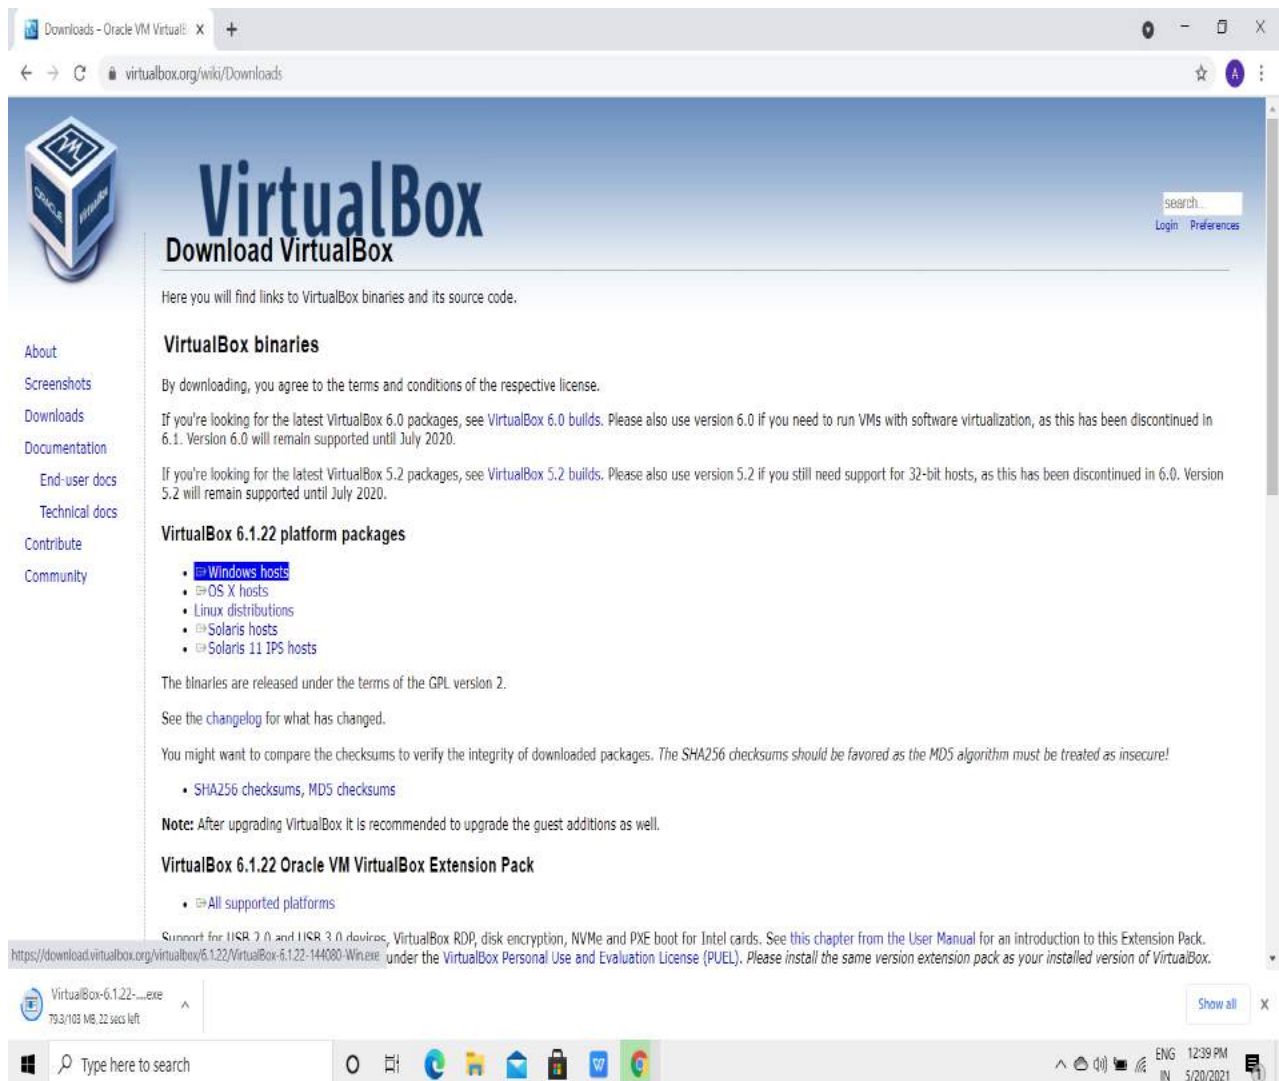 Downloads – Oracle VM VirtualB
virtualbox.org/wiki/Downloads
A
ORACLE
VirtualBox
VirtualBox
search...
Login Preferences
Download VirtualBox
Here you will find links to VirtualBox binaries and its source code.
About
Screenshots
Downloads
Documentation
End-user docs
Technical docs
Contribute
Community
VirtualBox binaries
By downloading, you agree to the terms and conditions of the respective license.
If you're looking for the latest VirtualBox 6.0 packages, see VirtualBox 6.0 builds. Please also use version 6.0 if you need to run VMs with software virtualization, as this has been discontinued in
6.1. Version 6.0 will remain supported until July 2020.
If you're looking for the latest VirtualBox 5.2 packages, see VirtualBox 5.2 builds. Please also use version 5.2 if you still need support for 32-bit hosts, as this has been discontinued in 6.0. Version
5.2 will remain supported until July 2020.
VirtualBox 6.1.22 platform packages
• Windows hosts
• OS X hosts
• Linux distributions
• Solaris hosts
• Solaris 11 IPS hosts
The binaries are released under the terms of the GPL version 2.
See the changelog for what has changed.
You might want to compare the checksums to verify the integrity of downloaded packages. The SHA256 checksums should be favored as the MD5 algorithm must be treated as insecure!
• SHA256 checksums, MD5 checksums
Note: After upgrading VirtualBox it is recommended to upgrade the guest additions as well.
VirtualBox 6.1.22 Oracle VM VirtualBox Extension Pack
• All supported platforms
Support for USB 2.0 and USB 3.0 devices, VirtualBox RDP, disk encryption, NVMe and PXE boot for Intel cards. See this chapter from the User Manual for an introduction to this Extension Pack.
https://download.virtualbox.org/virtualbox/6.1.22/VirtualBox-6.1.22-144080-Win.exe under the VirtualBox Personal Use and Evaluation License (PUEL). Please install the same version extension pack as your installed version of VirtualBox.
VirtualBox-6.1.22-....exe
79.3/103 MB, 22 secs left
Show all
Type here to search
ENG 12:39 PM
IN 5/20/2021
1